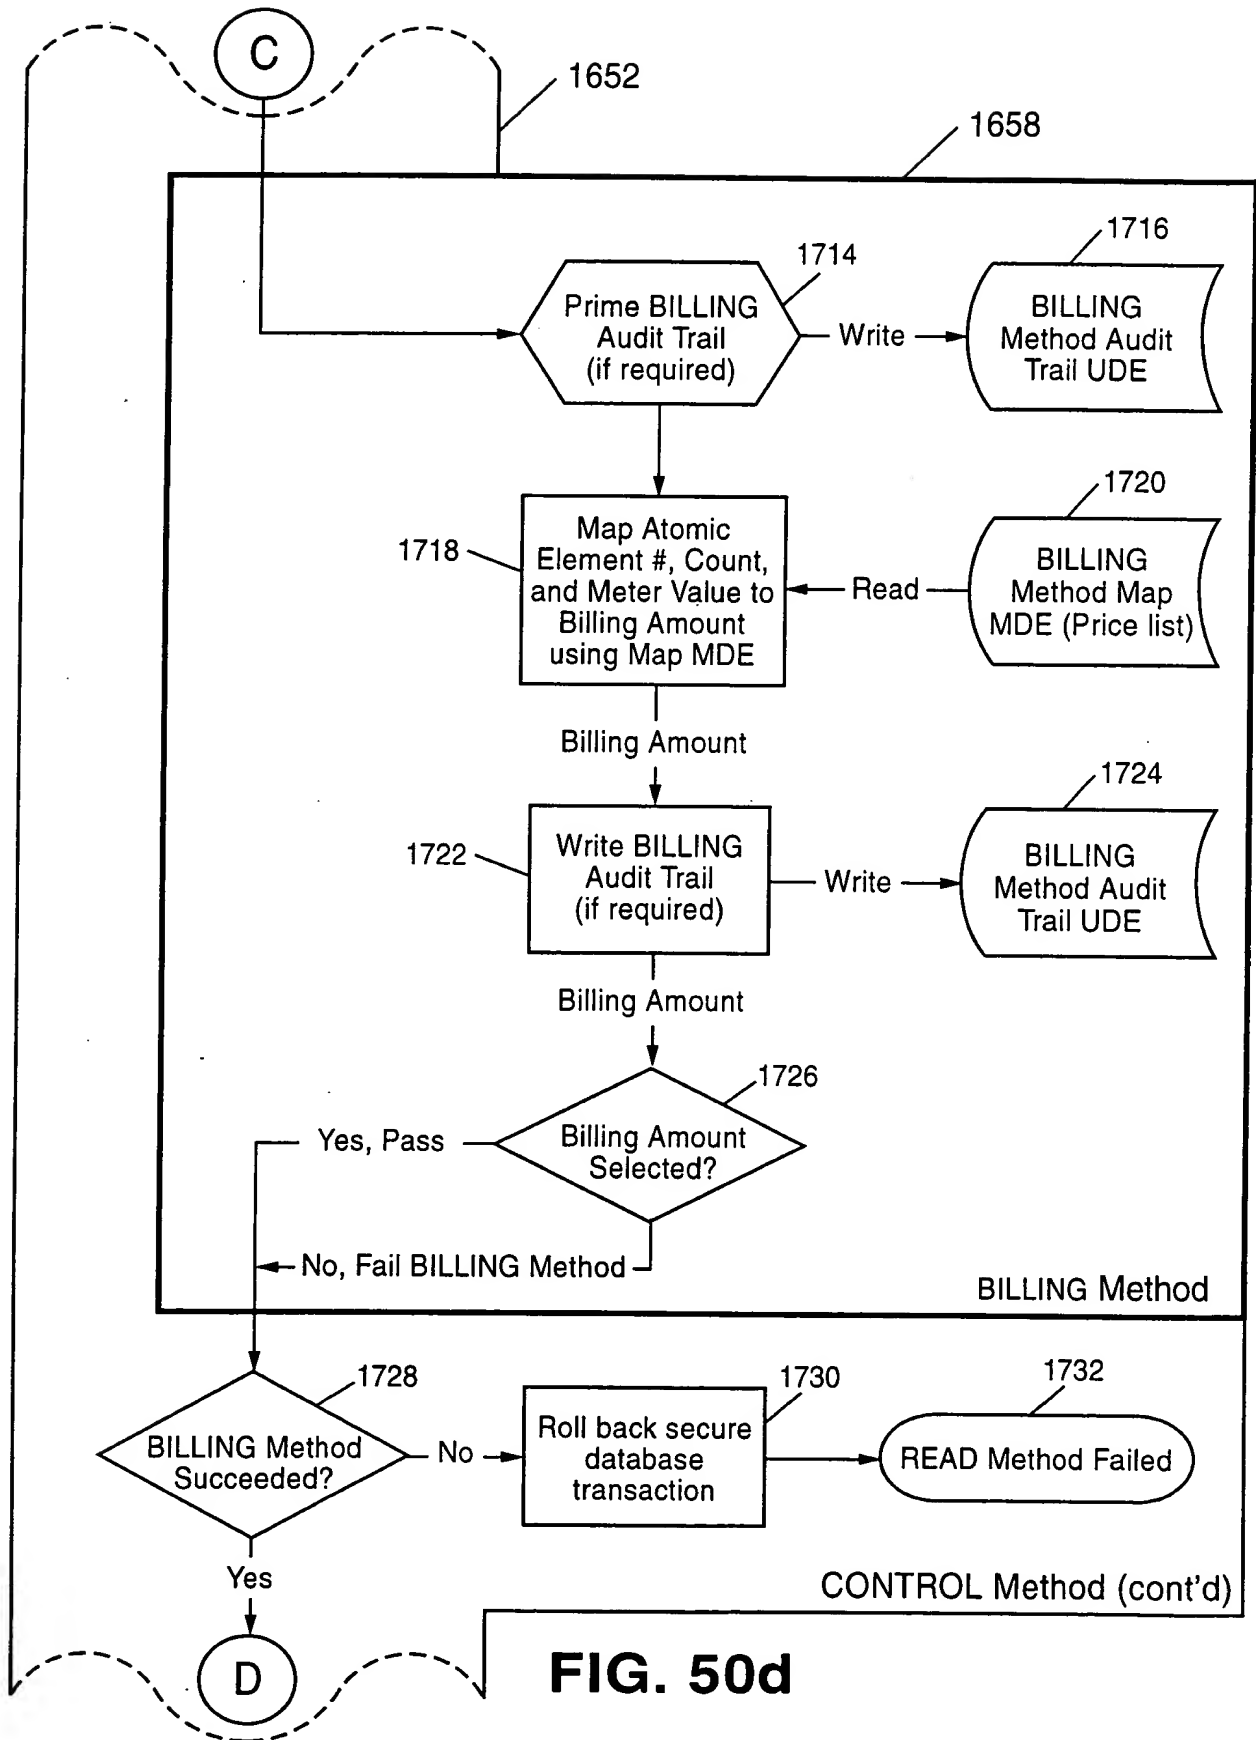 C
1652
1658
1714
1716
Prime BILLING
Audit Trail
(if required)
Write
BILLING
Method Audit
Trail UDE
1718
Map Atomic
Element #, Count,
and Meter Value to
Billing Amount
using Map MDE
Read
1720
BILLING
Method Map
MDE (Price list)
Billing Amount
1722
Write BILLING
Audit Trail
(if required)
Write
1724
BILLING
Method Audit
Trail UDE
Billing Amount
1726
Billing Amount
Selected?
Yes, Pass
No, Fail BILLING Method
BILLING Method
1728
BILLING Method
Succeeded?
No
1730
Roll back secure
database
transaction
1732
READ Method Failed
Yes
CONTROL Method (cont'd)
D
FIG. 50d